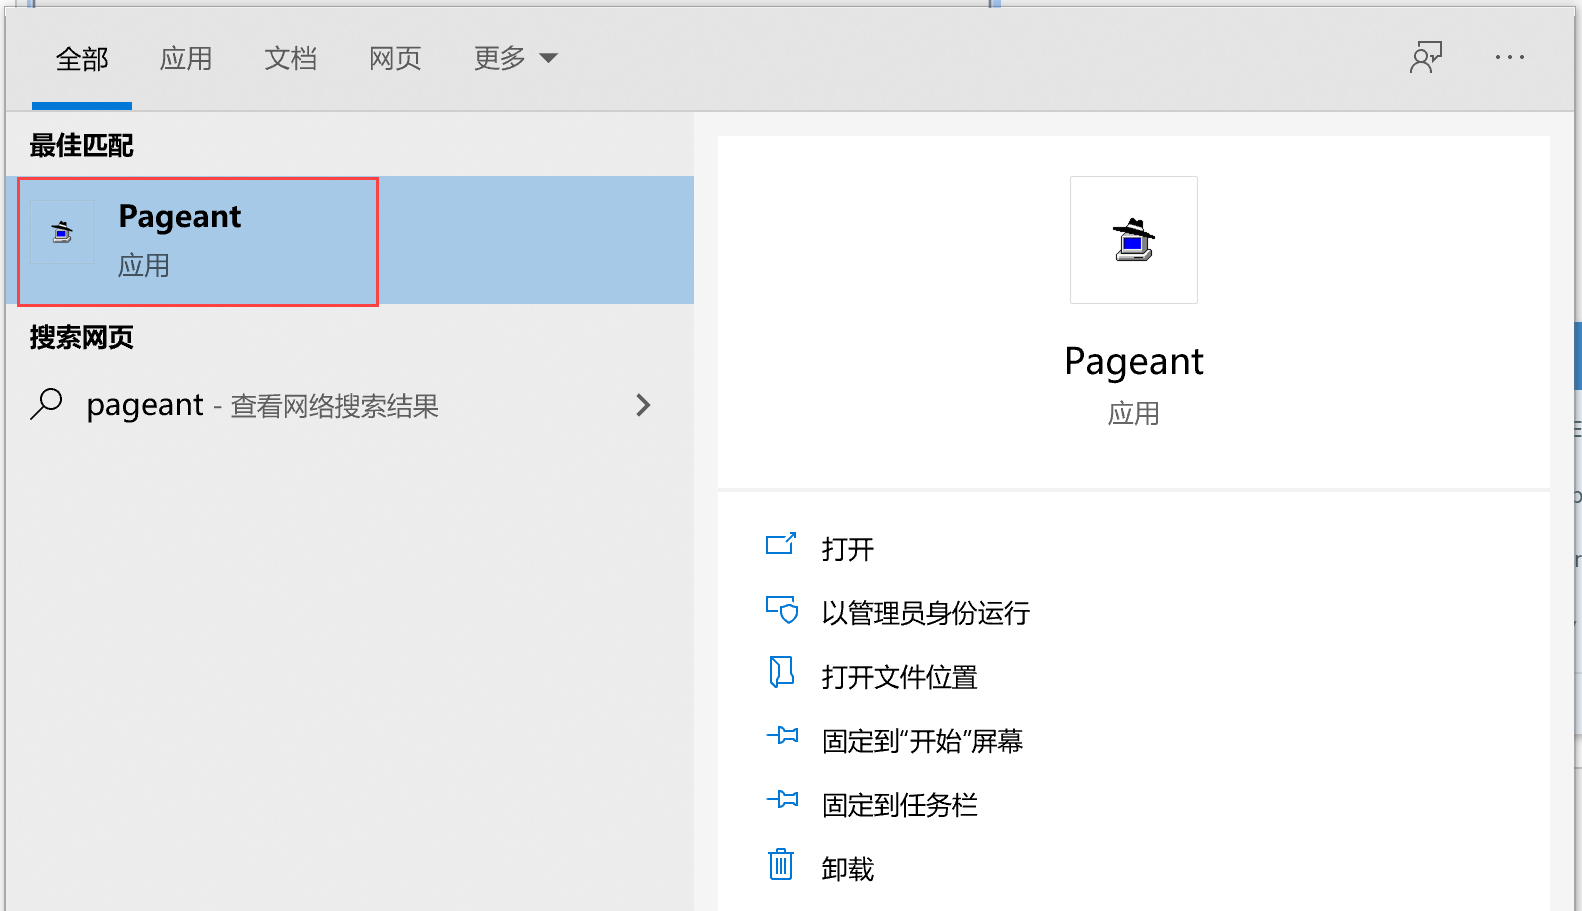 全部 应用 文档 网页 更多
最佳匹配
Pageant
应用
搜索网页
pageant - 查看网络搜索结果
Pageant
应用
打开
以管理员身份运行
打开文件位置
固定到“开始”屏幕
固定到任务栏
卸载